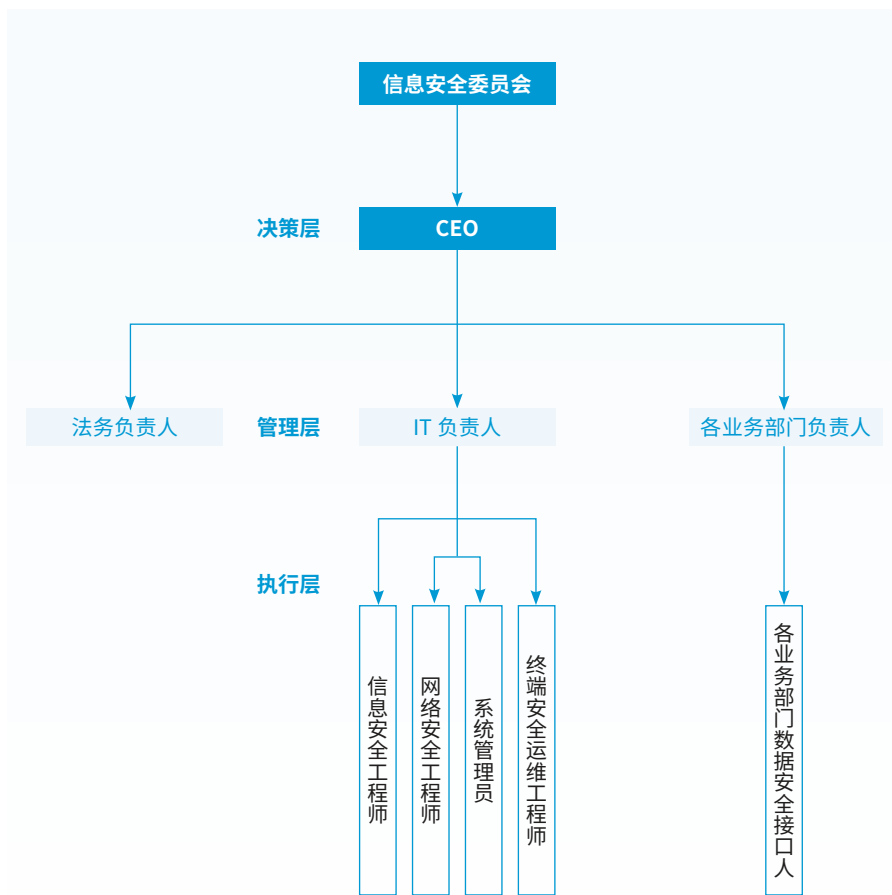 信息安全委员会
决策层
CEO
法务负责人
管理层
IT 负责人
各业务部门负责人
执行层
信息安全工程师
网络安全工程师
系统管理员
终端安全运维工程师
各业务部门数据安全接口人